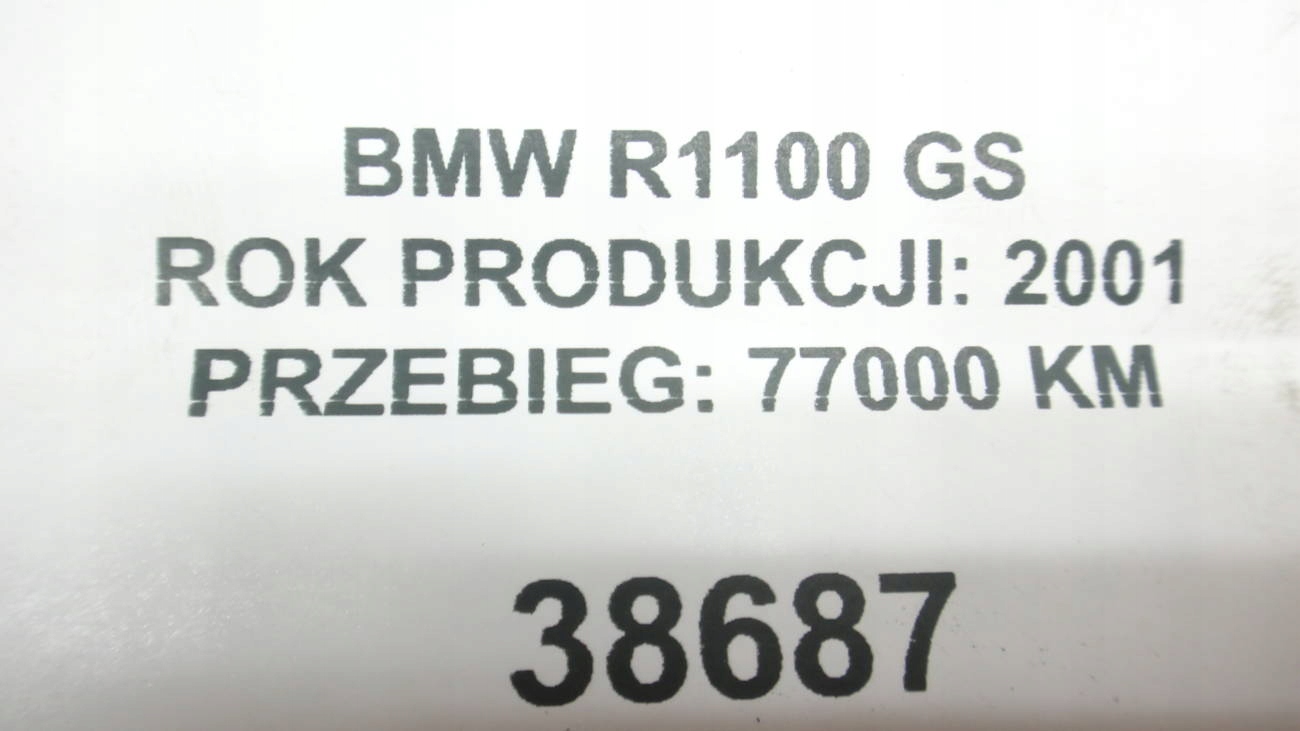 BMW R1100 GS
ROK PRODUKCJI: 2001
PRZEBIEG: 77000 KM
38687